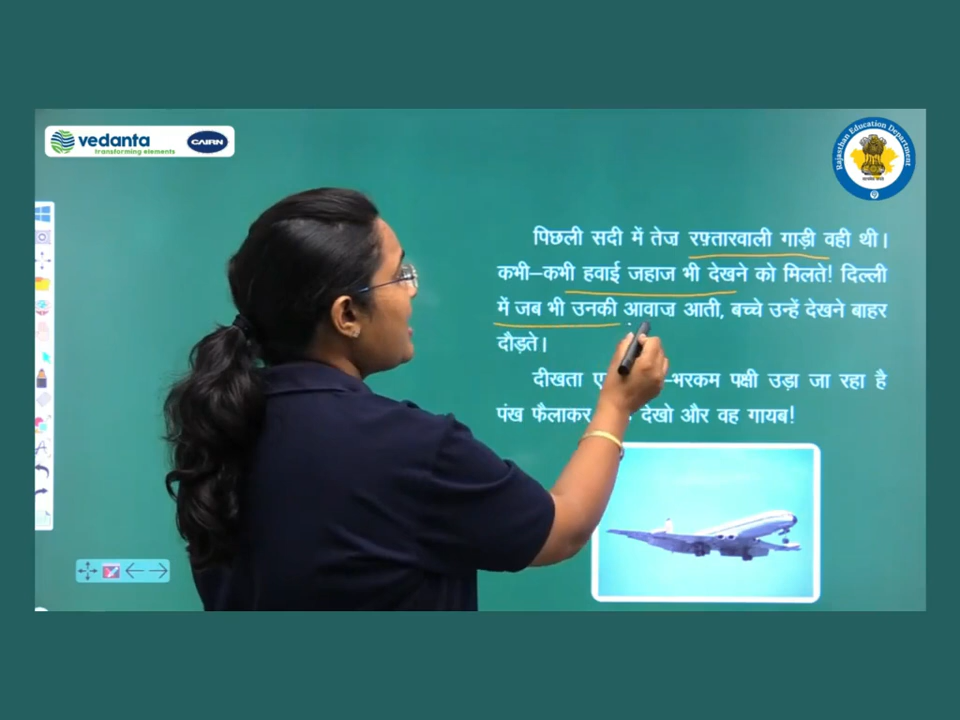 vedanta
transforming elements
CAIRN
Rajasthan Education Department
पिछली सदी में तेज रफ़्तारवाली गाड़ी वही थी।
कभी–कभी हवाई जहाज भी देखने को मिलते! दिल्ली
में जब भी उनकी आवाज आती, बच्चे उन्हें देखने बाहर
दौड़ते।
दीखता –भरकम पक्षी उड़ा जा रहा है
पंख फैलाकर देखो और वह गायब!